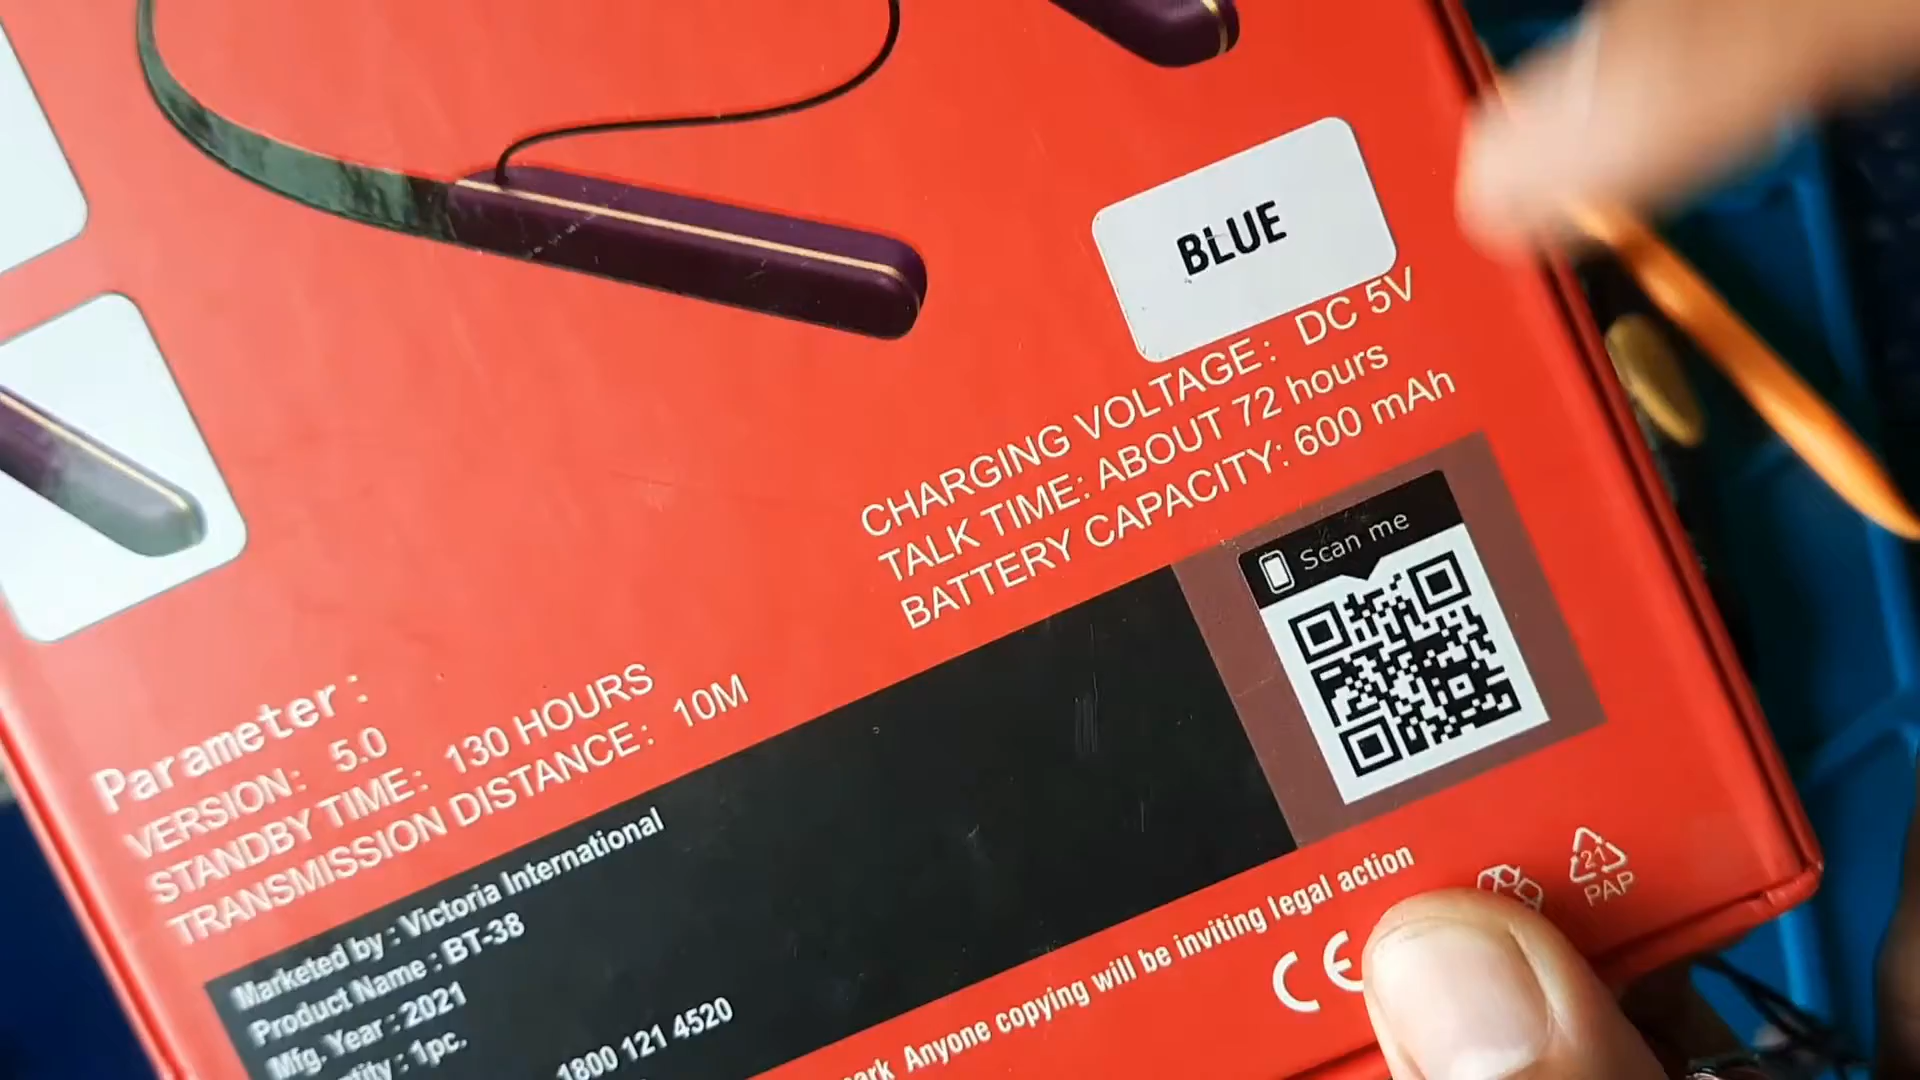 BLUE
CHARGING VOLTAGE: DC 5V
TALK TIME: ABOUT 72 hours
BATTERY CAPACITY: 600 mAh
Scan me
Parameter:
VERSION: 5.0
STANDBY TIME: 130 HOURS
TRANSMISSION DISTANCE: 10M
Marketed by : Victoria International
Product Name : BT-38
Mfg. Year : 2021
: 1pc.
1800 121 4520
Anyone copying will be inviting legal action
CE
21
PAP